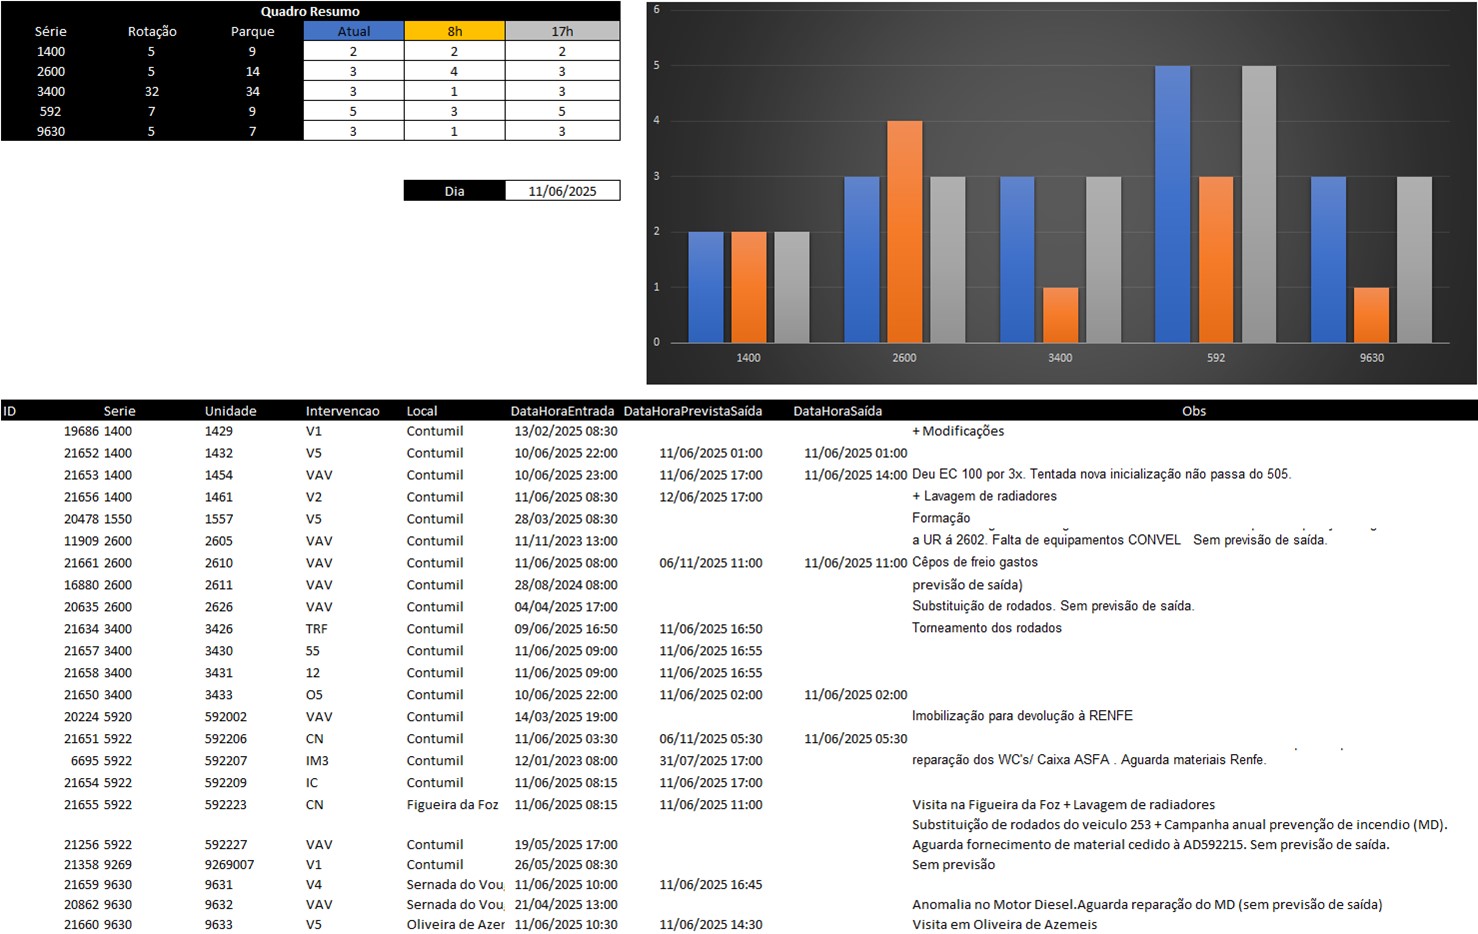 Quadro Resumo
Série Rotação Parque Atual 8h 17h
1400 5 9 2 2 2
2600 5 14 3 4 3
3400 32 34 3 1 3
592 7 9 5 3 5
9630 5 7 3 1 3
Dia 11/06/2025
6
5
4
3
2
1
0
1400 2600 3400 592 9630
ID Serie Unidade Intervencao Local DataHoraEntrada DataHoraPrevistaSaída DataHoraSaída Obs
19686 1400 1429 V1 Contumil 13/02/2025 08:30 + Modificações
21652 1400 1432 V5 Contumil 10/06/2025 22:00 11/06/2025 01:00 11/06/2025 01:00
21653 1400 1454 VAV Contumil 10/06/2025 23:00 11/06/2025 17:00 11/06/2025 14:00 Deu EC 100 por 3x. Tentada nova inicialização não passa do 505.
21656 1400 1461 V2 Contumil 11/06/2025 08:30 12/06/2025 17:00 + Lavagem de radiadores
20478 1550 1557 V5 Contumil 28/03/2025 08:30 Formação
11909 2600 2605 VAV Contumil 11/11/2023 13:00 a UR á 2602. Falta de equipamentos CONVEL Sem previsão de saída.
21661 2600 2610 VAV Contumil 11/06/2025 08:00 06/11/2025 11:00 11/06/2025 11:00 Cêpos de freio gastos
16880 2600 2611 VAV Contumil 28/08/2024 08:00 previsão de saída)
20635 2600 2626 VAV Contumil 04/04/2025 17:00 Substituição de rodados. Sem previsão de saída.
21634 3400 3426 TRF Contumil 09/06/2025 16:50 11/06/2025 16:50 Torneamento dos rodados
21657 3400 3430 55 Contumil 11/06/2025 09:00 11/06/2025 16:55
21658 3400 3431 12 Contumil 11/06/2025 09:00 11/06/2025 16:55
21650 3400 3433 O5 Contumil 10/06/2025 22:00 11/06/2025 02:00 11/06/2025 02:00
20224 5920 592002 VAV Contumil 14/03/2025 19:00 Imobilização para devolução à RENFE
21651 5922 592206 CN Contumil 11/06/2025 03:30 06/11/2025 05:30 11/06/2025 05:30
6695 5922 592207 IM3 Contumil 12/01/2023 08:00 31/07/2025 17:00 reparação dos WC's/ Caixa ASFA . Aguarda materiais Renfe.
21654 5922 592209 IC Contumil 11/06/2025 08:15 11/06/2025 17:00
21655 5922 592223 CN Figueira da Foz 11/06/2025 08:15 11/06/2025 11:00 Visita na Figueira da Foz + Lavagem de radiadores
Substituição de rodados do veiculo 253 + Campanha anual prevenção de incendio (MD).
21256 5922 592227 VAV Contumil 19/05/2025 17:00 Aguarda fornecimento de material cedido à AD592215. Sem previsão de saída.
21358 9269 9269007 V1 Contumil 26/05/2025 08:30 Sem previsão
21659 9630 9631 V4 Sernada do Vou 11/06/2025 10:00 11/06/2025 16:45
20862 9630 9632 VAV Sernada do Vou 21/04/2025 13:00 Anomalia no Motor Diesel.Aguarda reparação do MD (sem previsão de saída)
21660 9630 9633 V5 Oliveira de Azer 11/06/2025 10:30 11/06/2025 14:30 Visita em Oliveira de Azemeis